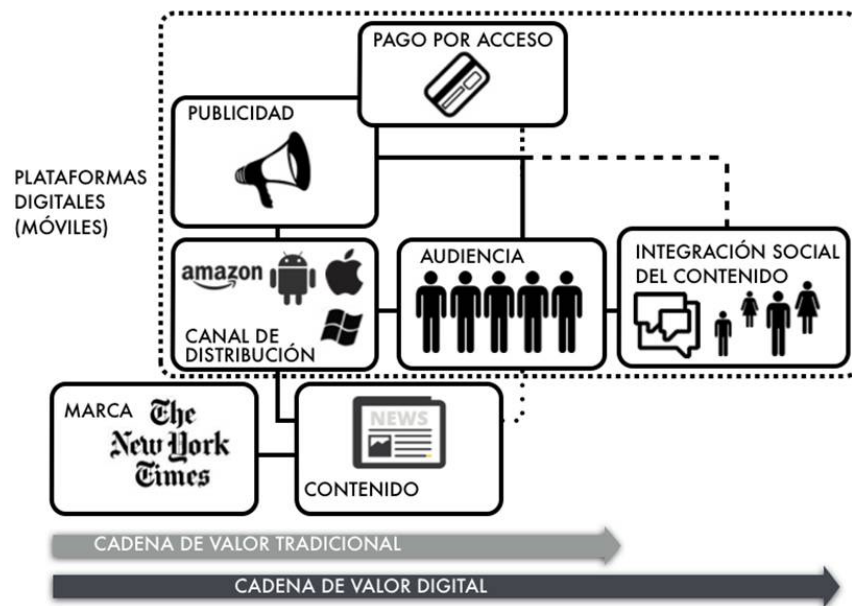 PAGO POR ACCESO
PUBLICIDAD
PLATAFORMAS
DIGITALES
(MÓVILES)
amazon
CANAL DE
DISTRIBUCIÓN
AUDIENCIA
INTEGRACIÓN SOCIAL
DEL CONTENIDO
MARCA
The
New York
Times
NEWS
CONTENIDO
CADENA DE VALOR TRADICIONAL
CADENA DE VALOR DIGITAL